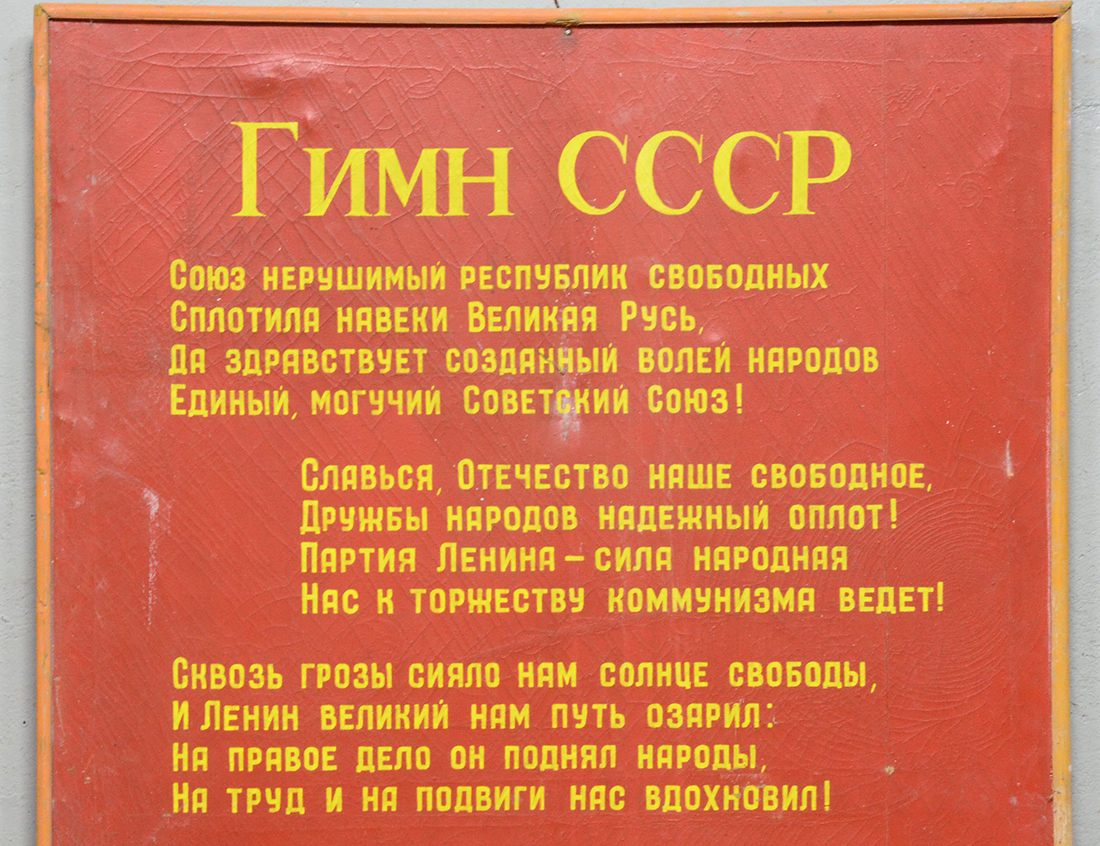 Гимн СССР
Союз нерушимый республик свободных
Сплотила навеки Великая Русь,
Да здравствует созданный волей народов
Единый, могучий Советский Союз!
Славься, Отечество наше свободное,
Дружбы народов надежный оплот!
Партия Ленина – сила народная
Нас к торжеству коммунизма ведет!
Сквозь грозы сияло нам солнце свободы,
И Ленин великий нам путь озарил:
На правое дело он поднял народы,
На труд и на подвиги нас вдохновил!